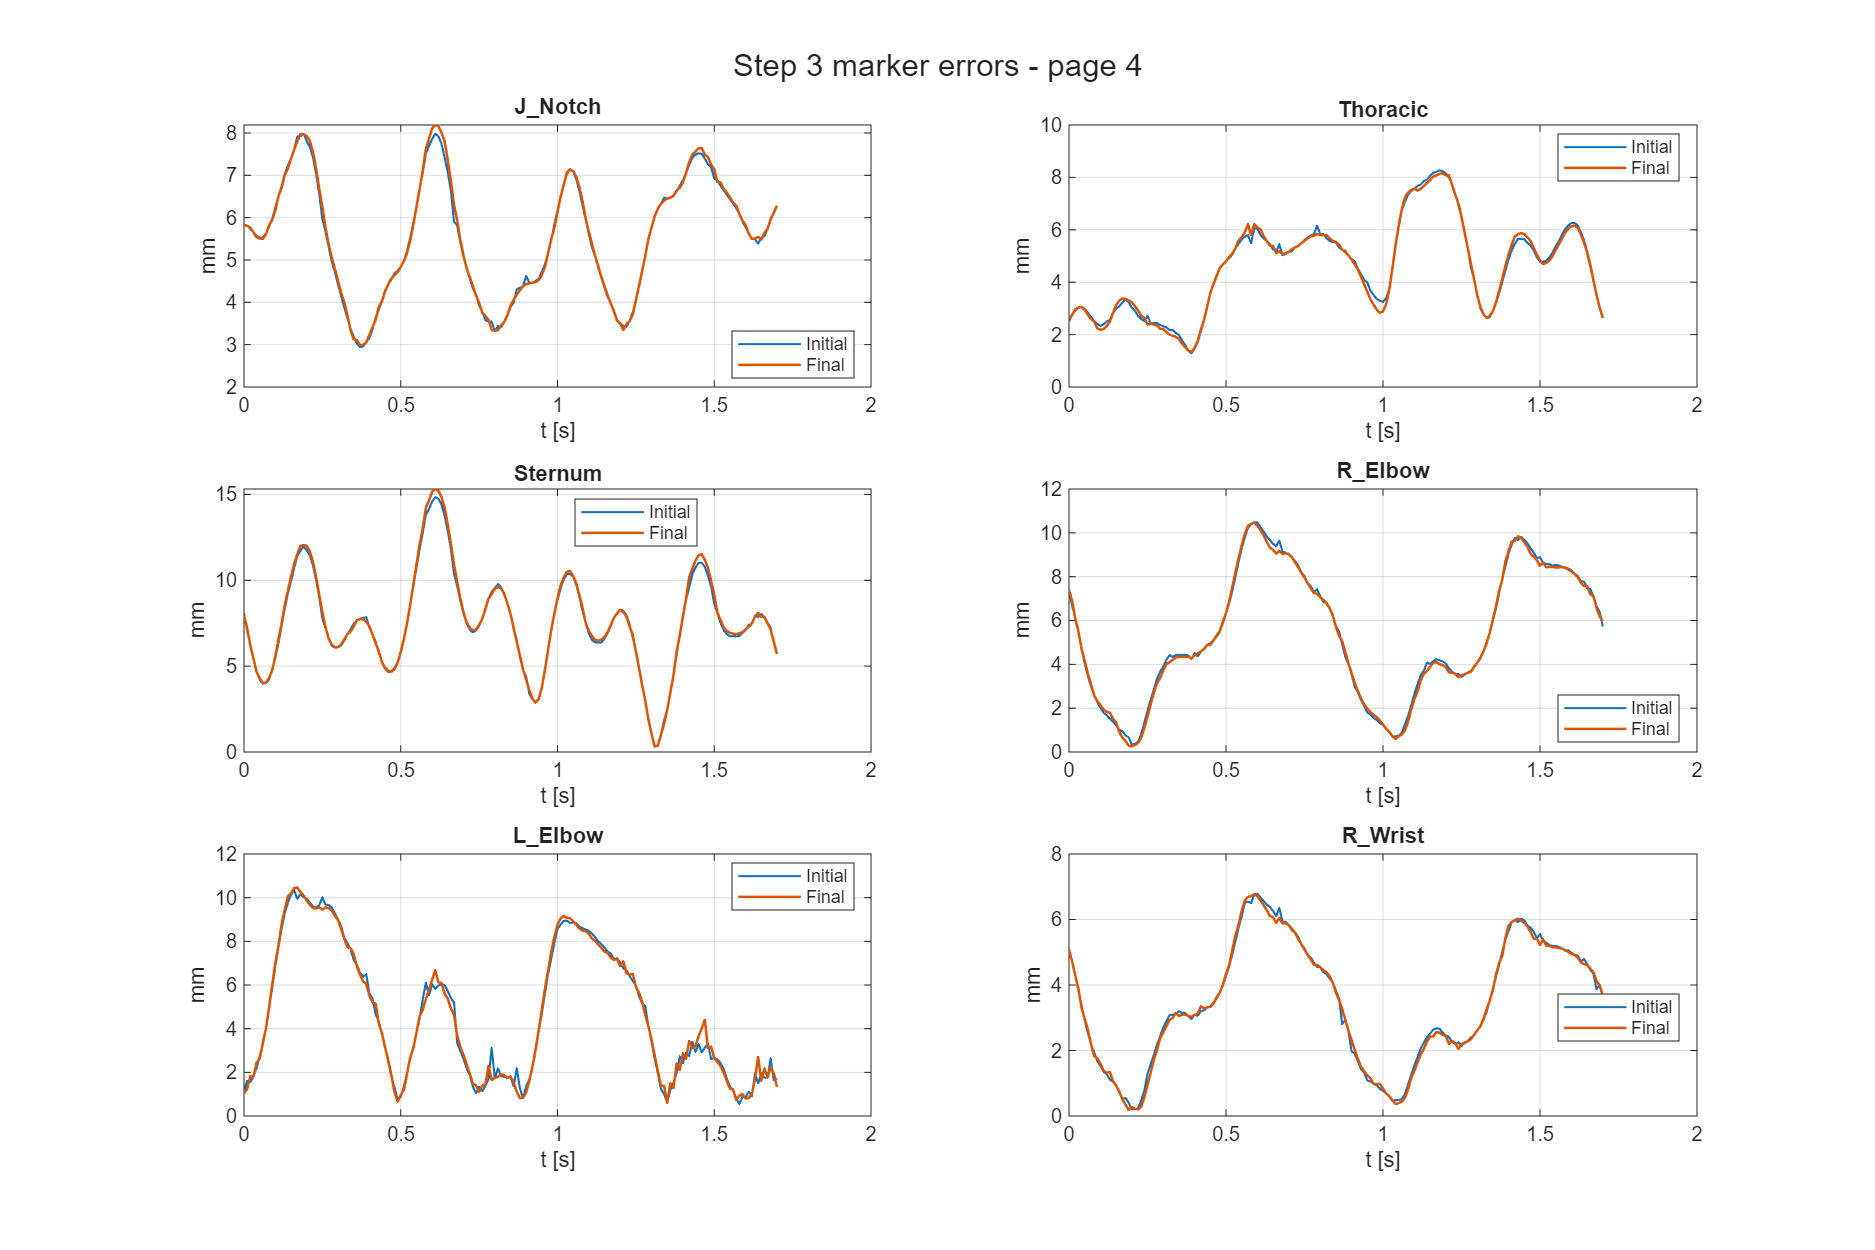 Step 3 marker errors - page 4
J_Notch
8
7
6
5
4
3
2
mm
Initial
Final
0
0.5
1
1.5
2
t [s]
Thoracic
10
8
6
4
2
0
mm
Initial
Final
0
0.5
1
1.5
2
t [s]
Sternum
15
10
5
0
mm
Initial
Final
0
0.5
1
1.5
2
t [s]
R_Elbow
12
10
8
6
4
2
0
mm
Initial
Final
0
0.5
1
1.5
2
t [s]
L_Elbow
12
10
8
6
4
2
0
mm
Initial
Final
0
0.5
1
1.5
2
t [s]
R_Wrist
8
6
4
2
0
mm
Initial
Final
0
0.5
1
1.5
2
t [s]